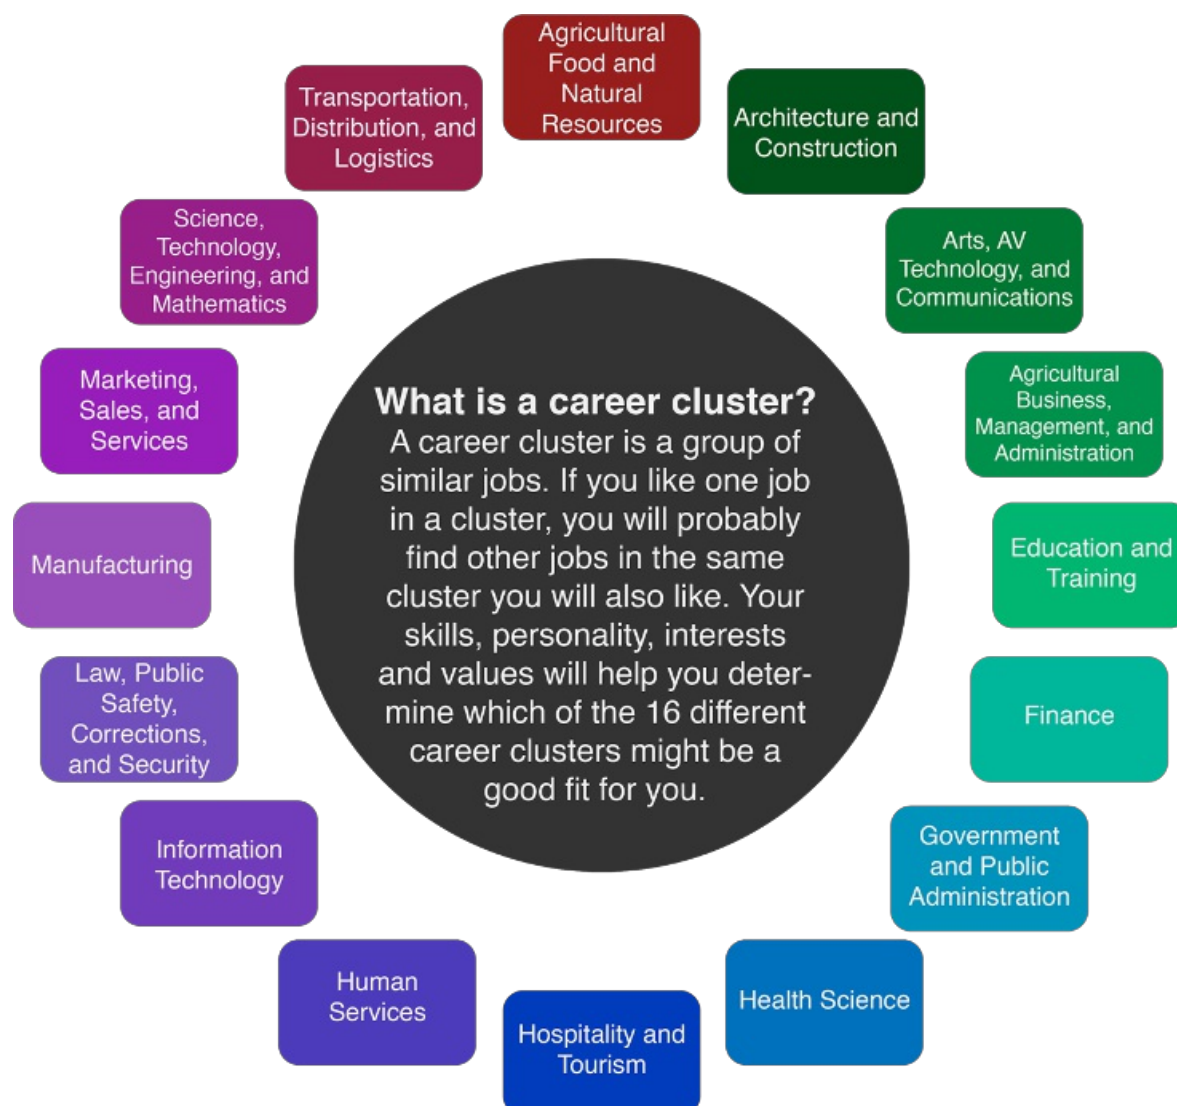 Agricultural
Food and
Natural
Resources
Architecture and
Construction
Arts, AV
Technology, and
Communications
Agricultural
Business,
Management, and
Administration
Education and
Training
Finance
Government
and Public
Administration
Health Science
Hospitality and
Tourism
Human
Services
Information
Technology
Law, Public
Safety,
Corrections,
and Security
Manufacturing
Marketing,
Sales, and
Services
Science,
Technology,
Engineering, and
Mathematics
Transportation,
Distribution, and
Logistics
What is a career cluster?
A career cluster is a group of
similar jobs. If you like one job
in a cluster, you will probably
find other jobs in the same
cluster you will also like. Your
skills, personality, interests
and values will help you deter-
mine which of the 16 different
career clusters might be a
good fit for you.